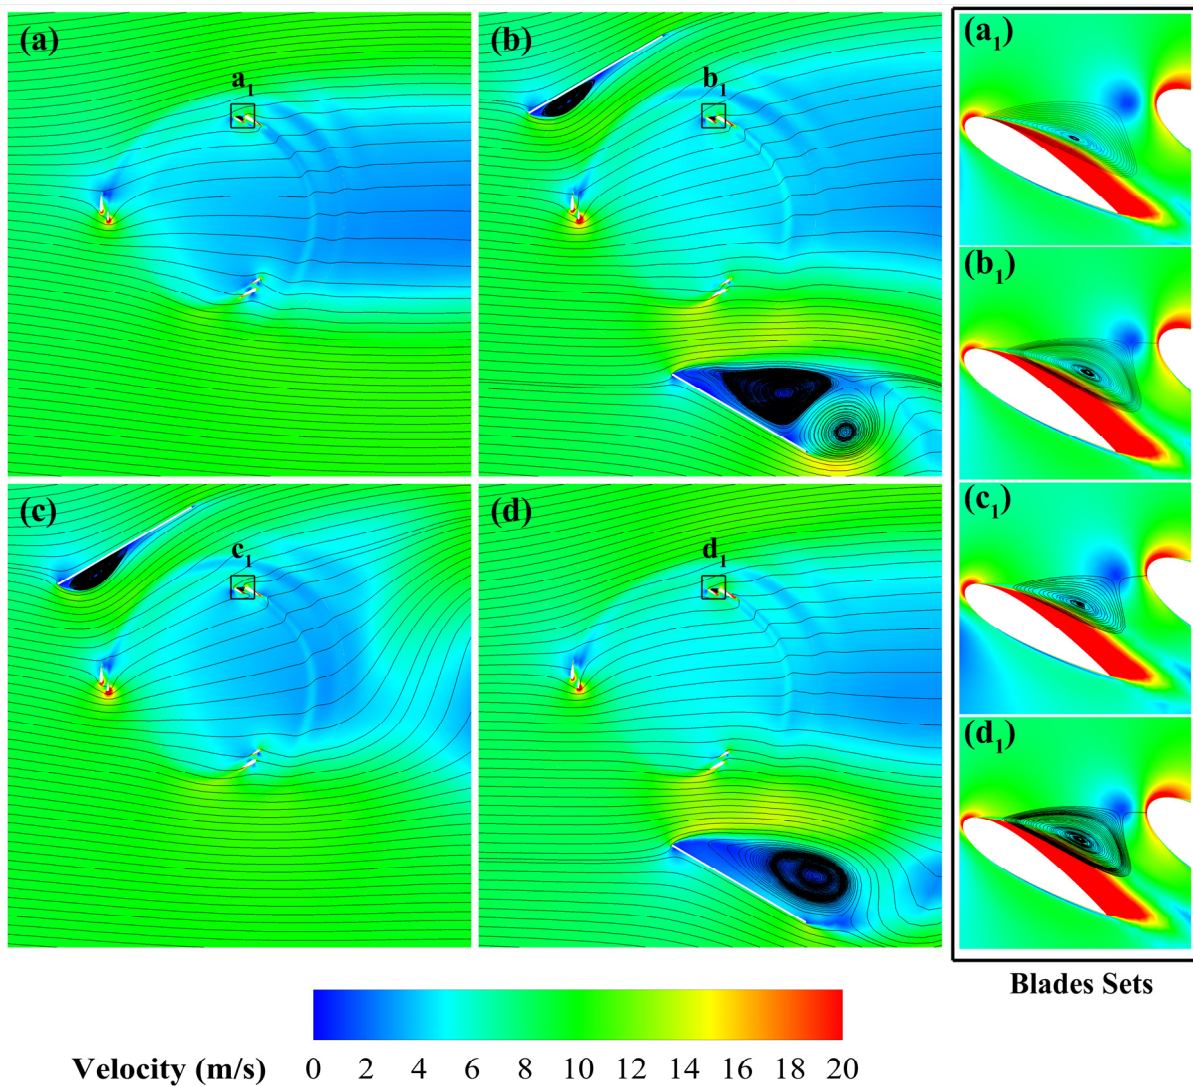 (a)
a1
(b)
b1
(c)
c1
(d)
d1
(a1)
(b1)
(c1)
(d1)
Blades Sets
Velocity (m/s)
0 2 4 6 8 10 12 14 16 18 20